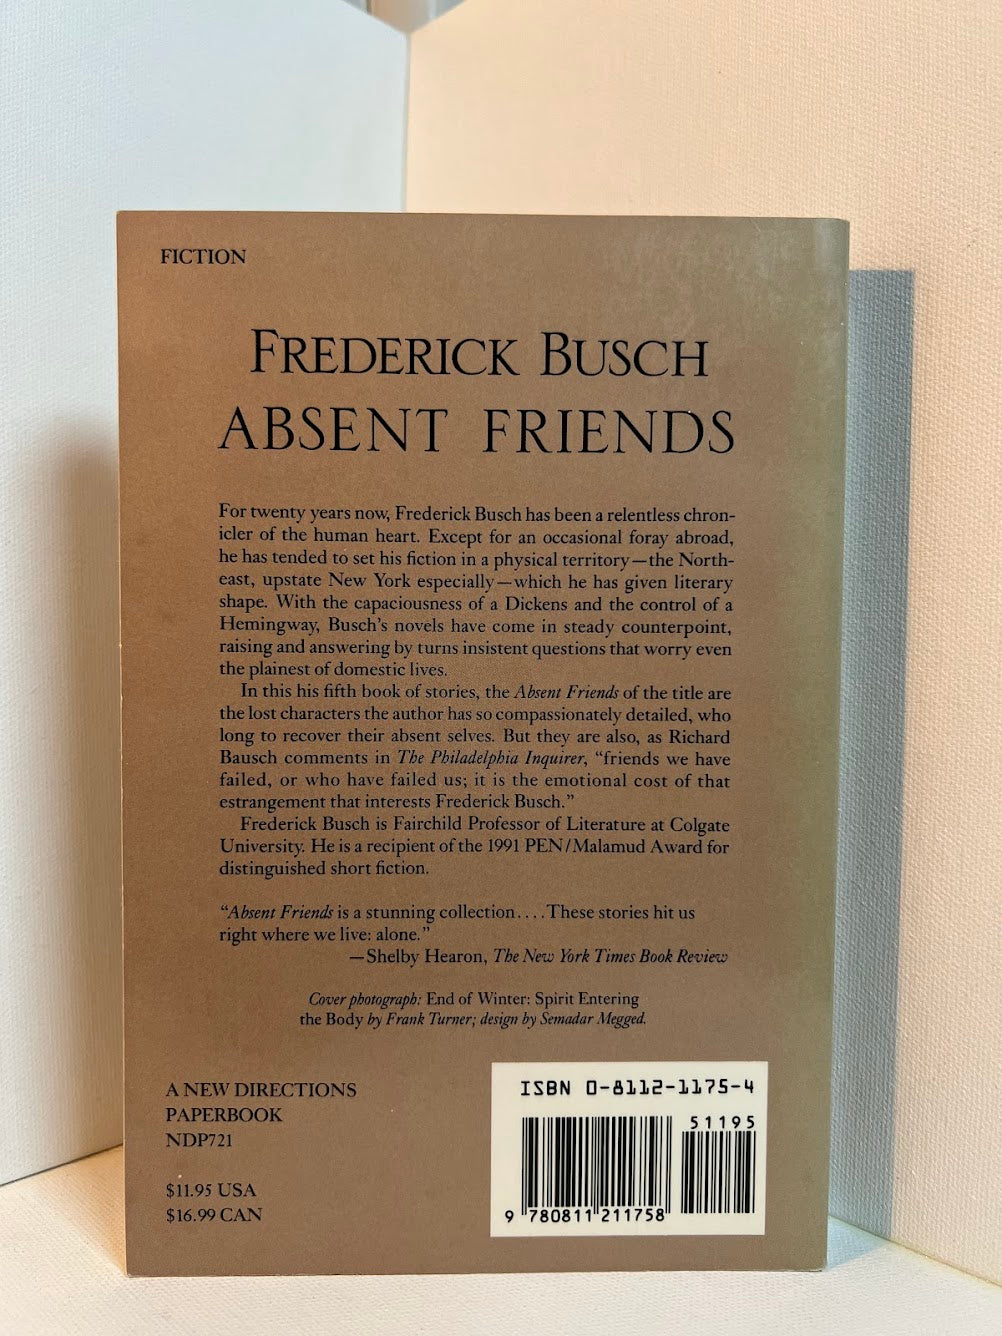 FICTION
FREDERICK BUSCH
ABSENT FRIENDS
For twenty years now, Frederick Busch has been a relentless chron-
icler of the human heart. Except for an occasional foray abroad,
he has tended to set his fiction in a physical territory—the North-
east, upstate New York especially—which he has given literary
shape. With the capaciousness of a Dickens and the control of a
Hemingway, Busch's novels have come in steady counterpoint,
raising and answering by turns insistent questions that worry even
the plainest of domestic lives.
In this his fifth book of stories, the Absent Friends of the title are
the lost characters the author has so compassionately detailed, who
long to recover their absent selves. But they are also, as Richard
Bausch comments in The Philadelphia Inquirer, “friends we have
failed, or who have failed us; it is the emotional cost of that
estrangement that interests Frederick Busch.”
Frederick Busch is Fairchild Professor of Literature at Colgate
University. He is a recipient of the 1991 PEN/Malamud Award for
distinguished short fiction.
“Absent Friends is a stunning collection....These stories hit us
right where we live: alone.”
—Shelby Hearon, The New York Times Book Review
Cover photograph: End of Winter: Spirit Entering
the Body by Frank Turner; design by Semadar Megged.
A NEW DIRECTIONS
PAPERBOOK
NDP721
$11.95 USA
$16.99 CAN
ISBN 0-8112-1175-4
51195
9 780811 211758